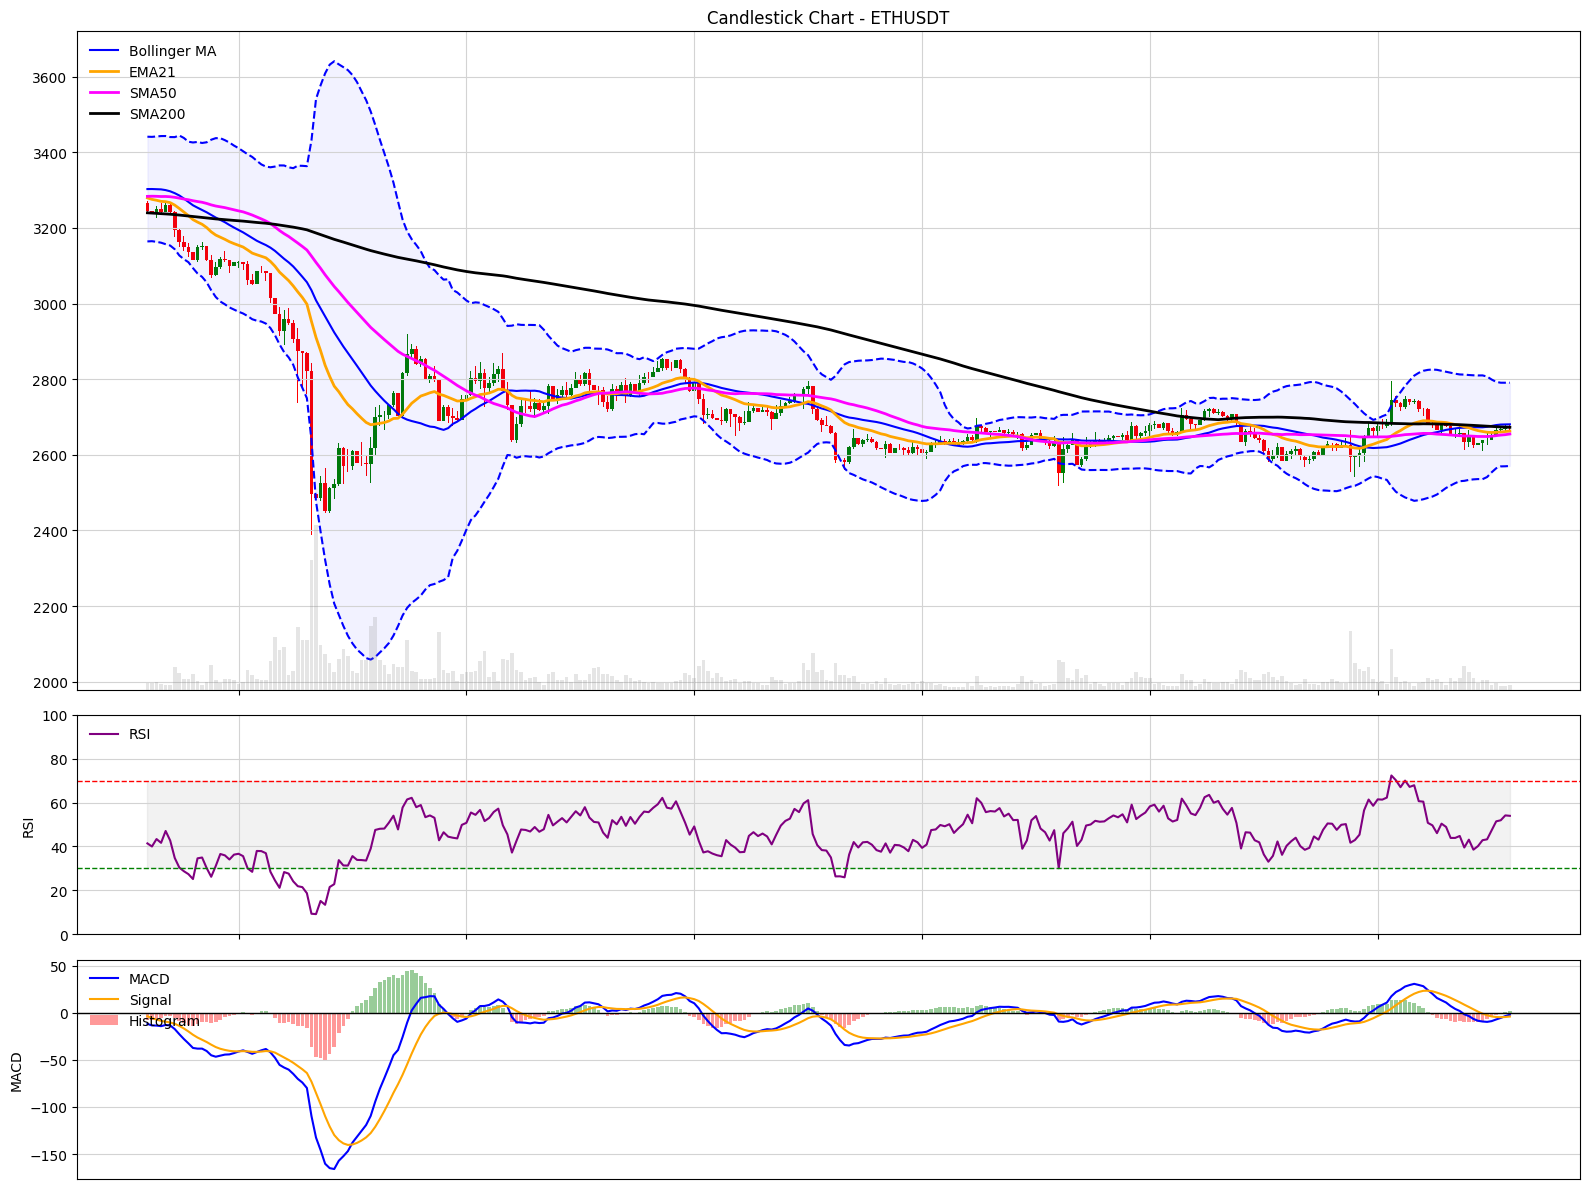 Candlestick Chart - ETHUSDT
Bollinger MA
EMA21
SMA50
SMA200
3600
3400
3200
3000
2800
2600
2400
2200
2000
RSI
100
80
60
40
20
0
RSI
MACD
Signal
Histogram
50
0
−50
−100
−150
MACD